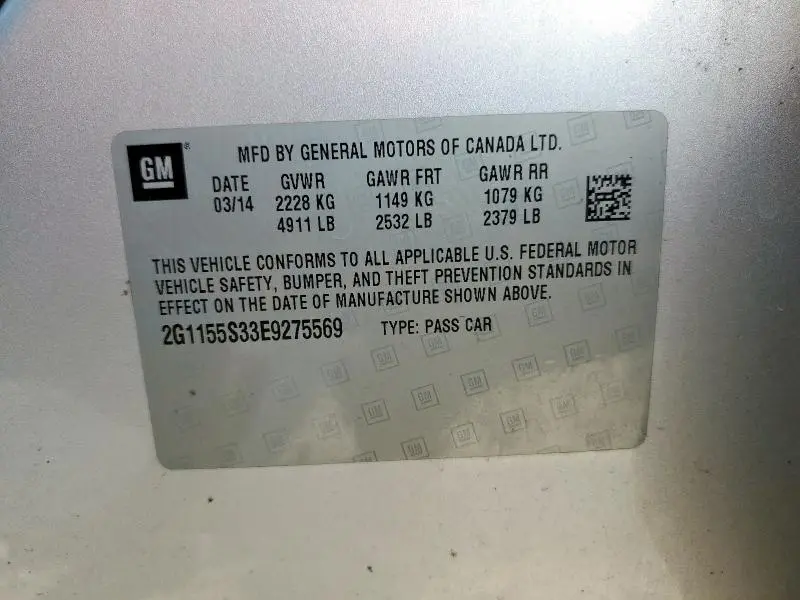 GM®
MFD BY GENERAL MOTORS OF CANADA LTD.
DATE GVWR GAWR FRT GAWR RR
03/14 2228 KG 1149 KG 1079 KG
4911 LB 2532 LB 2379 LB
THIS VEHICLE CONFORMS TO ALL APPLICABLE U.S. FEDERAL MOTOR
VEHICLE SAFETY, BUMPER, AND THEFT PREVENTION STANDARDS IN
EFFECT ON THE DATE OF MANUFACTURE SHOWN ABOVE.
2G1155S33E9275569 TYPE: PASS CAR